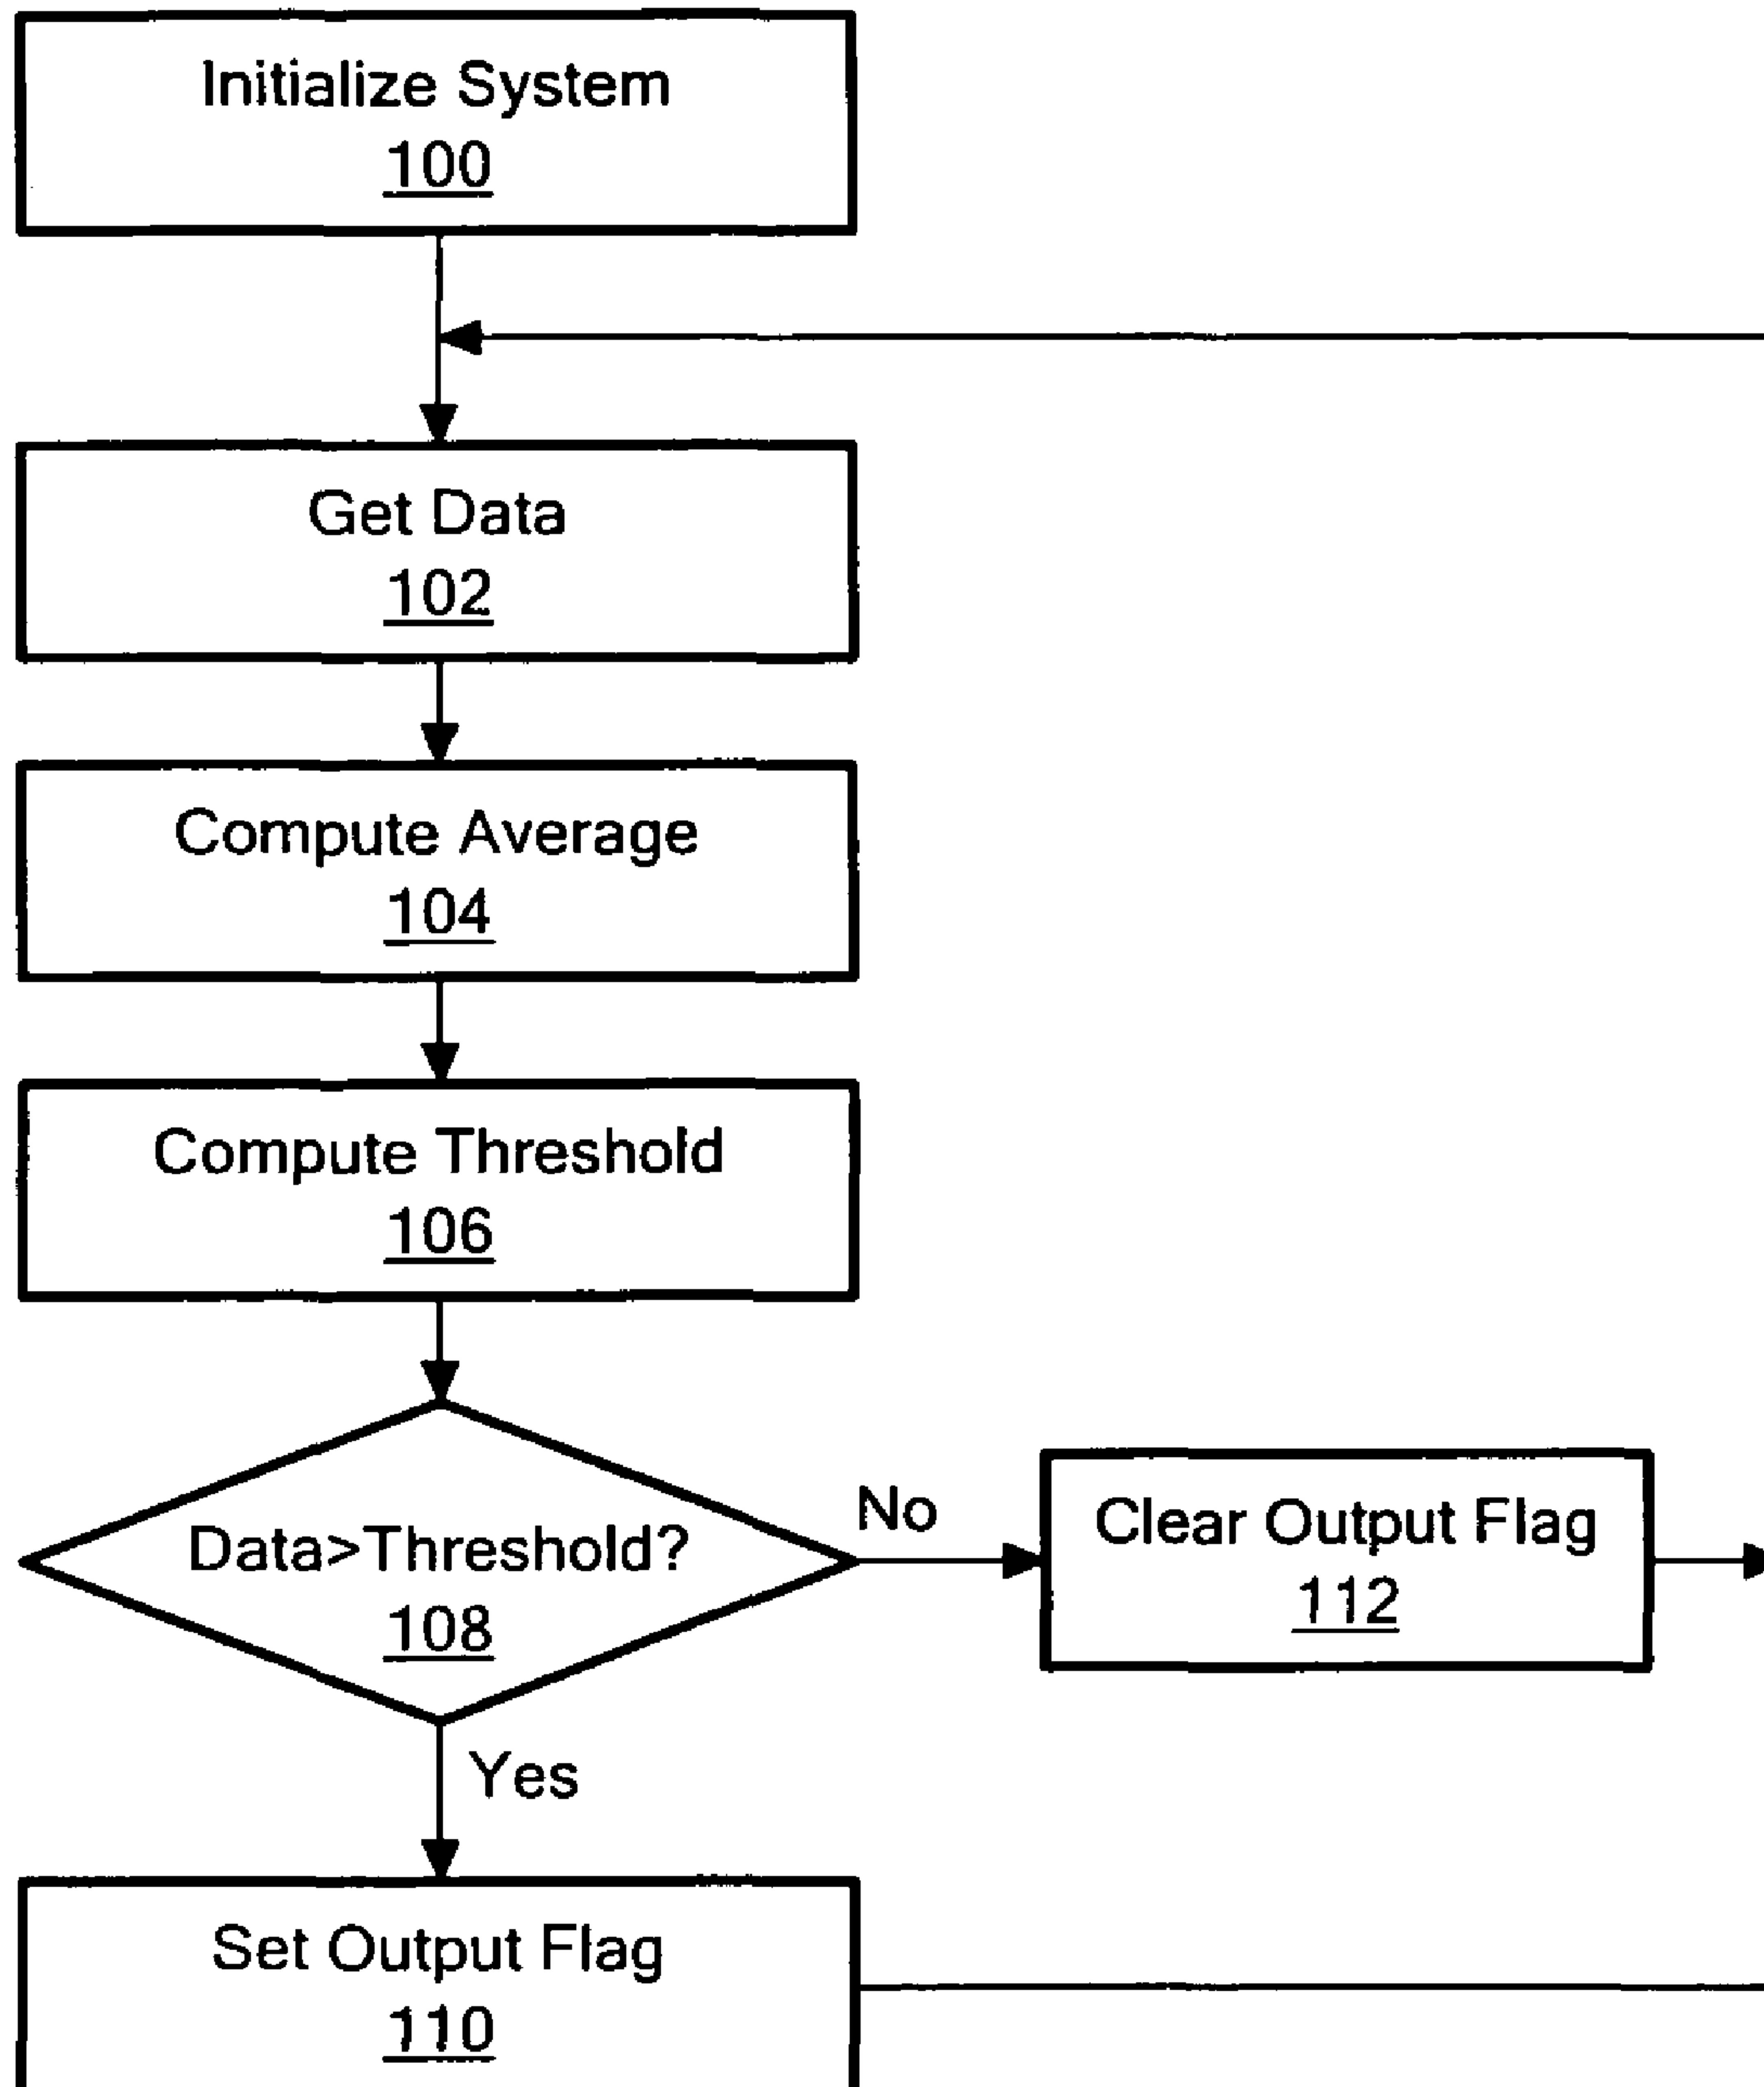 Initialize System
100
Get Data
102
Compute Average
104
Compute Threshold
106
Data>Threshold?
108
No
Clear Output Flag
112
Yes
Set Output Flag
110